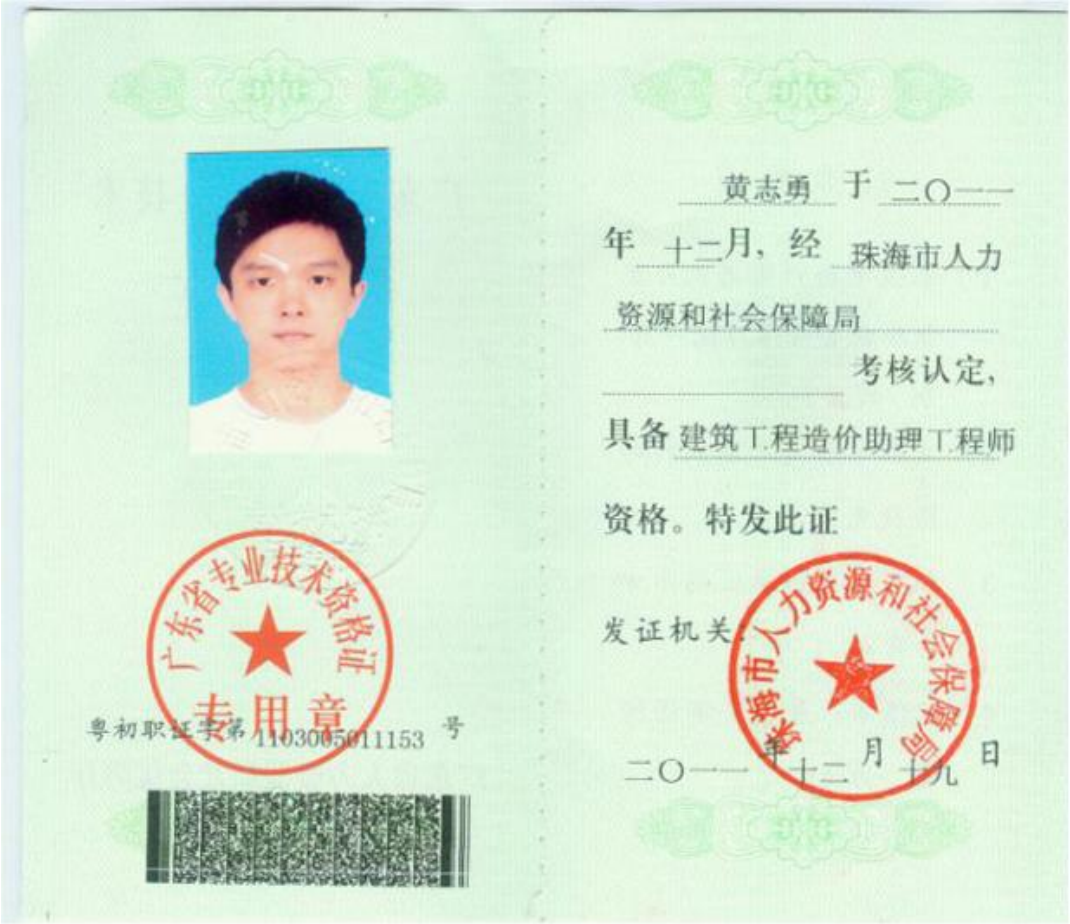 广东省专业技术资格证
专用章
粤初职证字第 1103005011153 号
黄志勇 于 二〇一一
年 十二月，经 珠海市人力
资源和社会保障局
考核认定，
具备 建筑工程造价助理工程师
资格。特发此证
发证机关：
珠海市人力资源和社会保障局
二〇一一 年 十二 月 十九 日